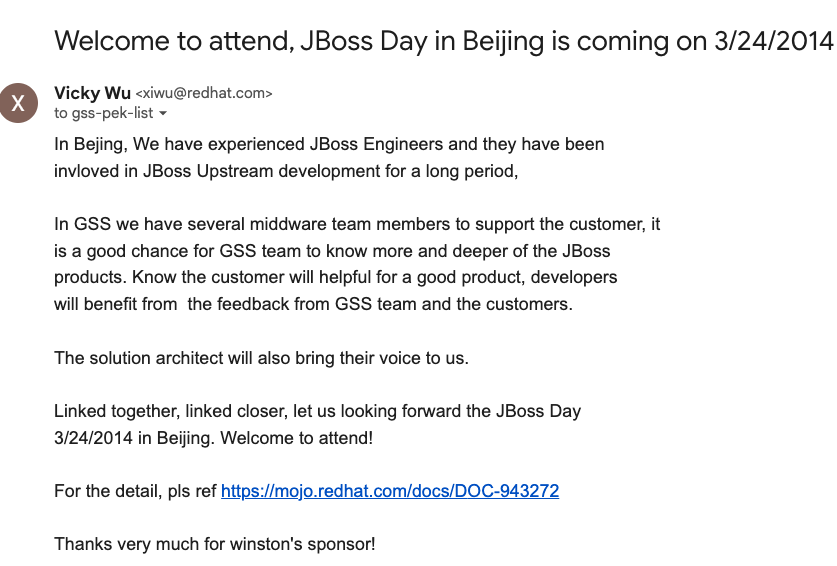 Welcome to attend, JBoss Day in Beijing is coming on 3/24/2014
X
Vicky Wu <xiwu@redhat.com>
to gss-pek-list
In Bejing, We have experienced JBoss Engineers and they have been
invloved in JBoss Upstream development for a long period,
In GSS we have several middware team members to support the customer, it
is a good chance for GSS team to know more and deeper of the JBoss
products. Know the customer will helpful for a good product, developers
will benefit from  the feedback from GSS team and the customers.
The solution architect will also bring their voice to us.
Linked together, linked closer, let us looking forward the JBoss Day
3/24/2014 in Beijing. Welcome to attend!
For the detail, pls ref https://mojo.redhat.com/docs/DOC-943272
Thanks very much for winston's sponsor!